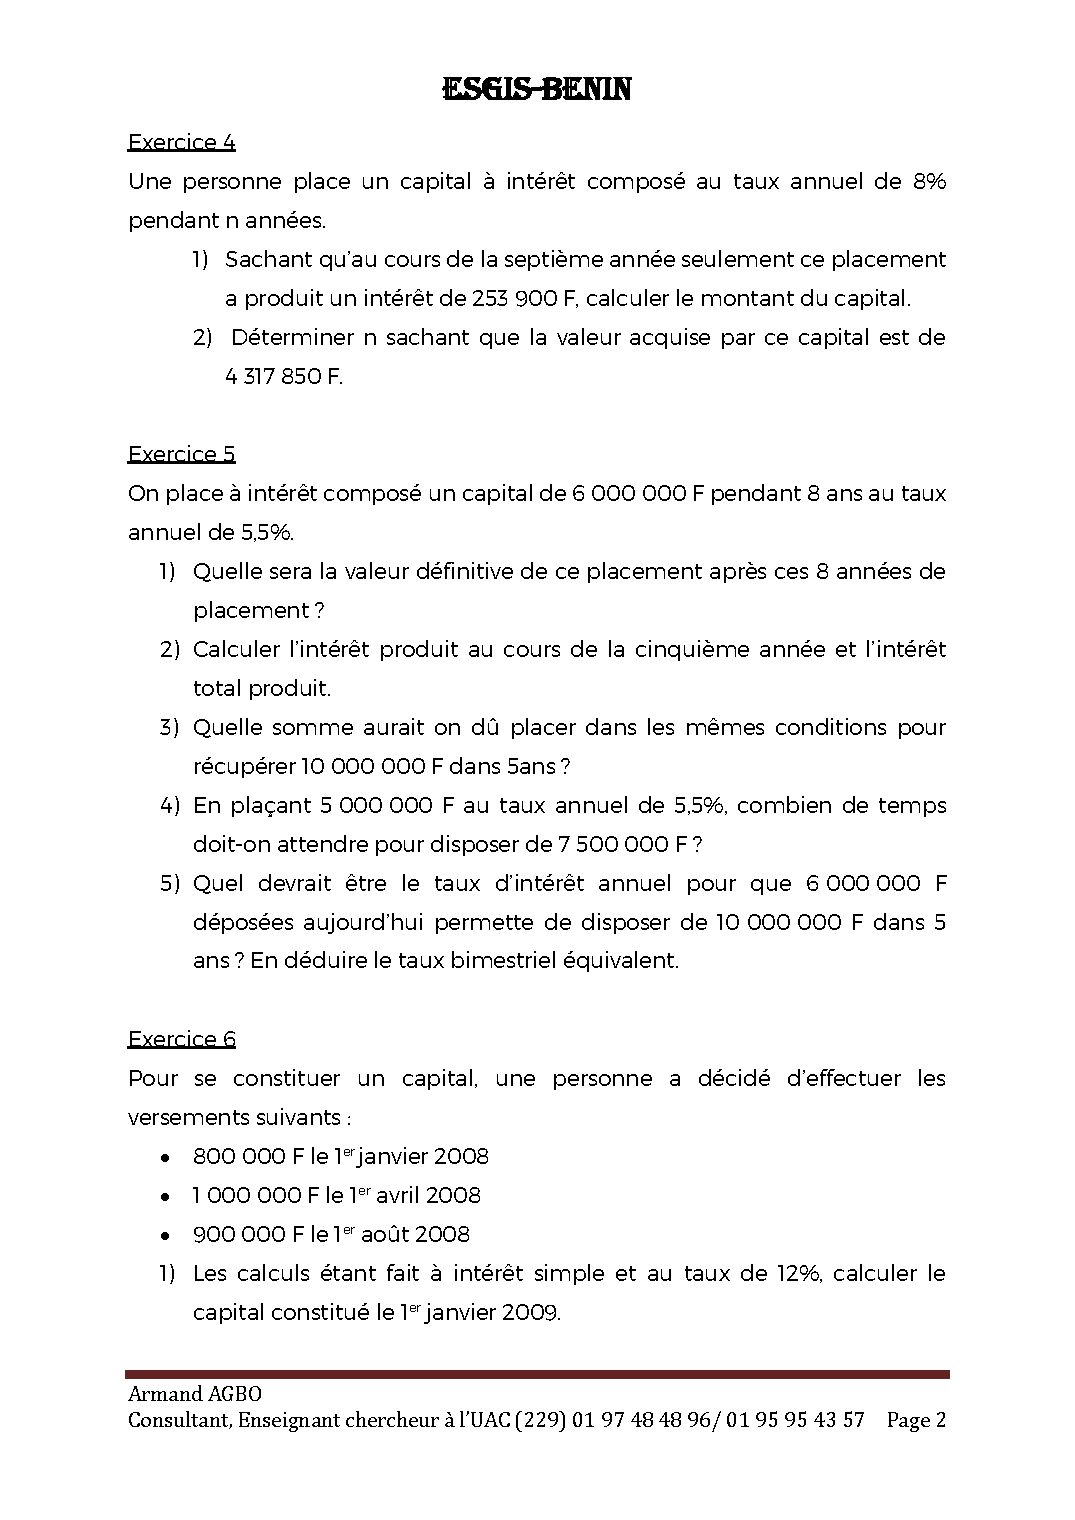 ESGIS-BENIN
Exercice 4
Une personne place un capital à intérêt composé au taux annuel de 8%
pendant n années.
1) Sachant qu'au cours de la septième année seulement ce placement
a produit un intérêt de 253 900 F, calculer le montant du capital.
2) Déterminer n sachant que la valeur acquise par ce capital est de
4 317 850 F.
Exercice 5
On place à intérêt composé un capital de 6 000 000 F pendant 8 ans au taux
annuel de 5,5%.
1) Quelle sera la valeur définitive de ce placement après ces 8 années de
placement ?
2) Calculer l'intérêt produit au cours de la cinquième année et l'intérêt
total produit.
3) Quelle somme aurait on dû placer dans les mêmes conditions pour
récupérer 10 000 000 F dans 5ans ?
4) En plaçant 5 000 000 F au taux annuel de 5,5%, combien de temps
doit-on attendre pour disposer de 7 500 000 F ?
5) Quel devrait être le taux d'intérêt annuel pour que 6 000 000 F
déposées aujourd'hui permette de disposer de 10 000 000 F dans 5
ans ? En déduire le taux bimestriel équivalent.
Exercice 6
Pour se constituer un capital, une personne a décidé d'effectuer les
versements suivants :
• 800 000 F le 1er janvier 2008
• 1 000 000 F le 1er avril 2008
• 900 000 F le 1er août 2008
1) Les calculs étant fait à intérêt simple et au taux de 12%, calculer le
capital constitué le 1er janvier 2009.
Armand AGBO
Consultant, Enseignant chercheur à l'UAC (229) 01 97 48 48 96/ 01 95 95 43 57 Page 2